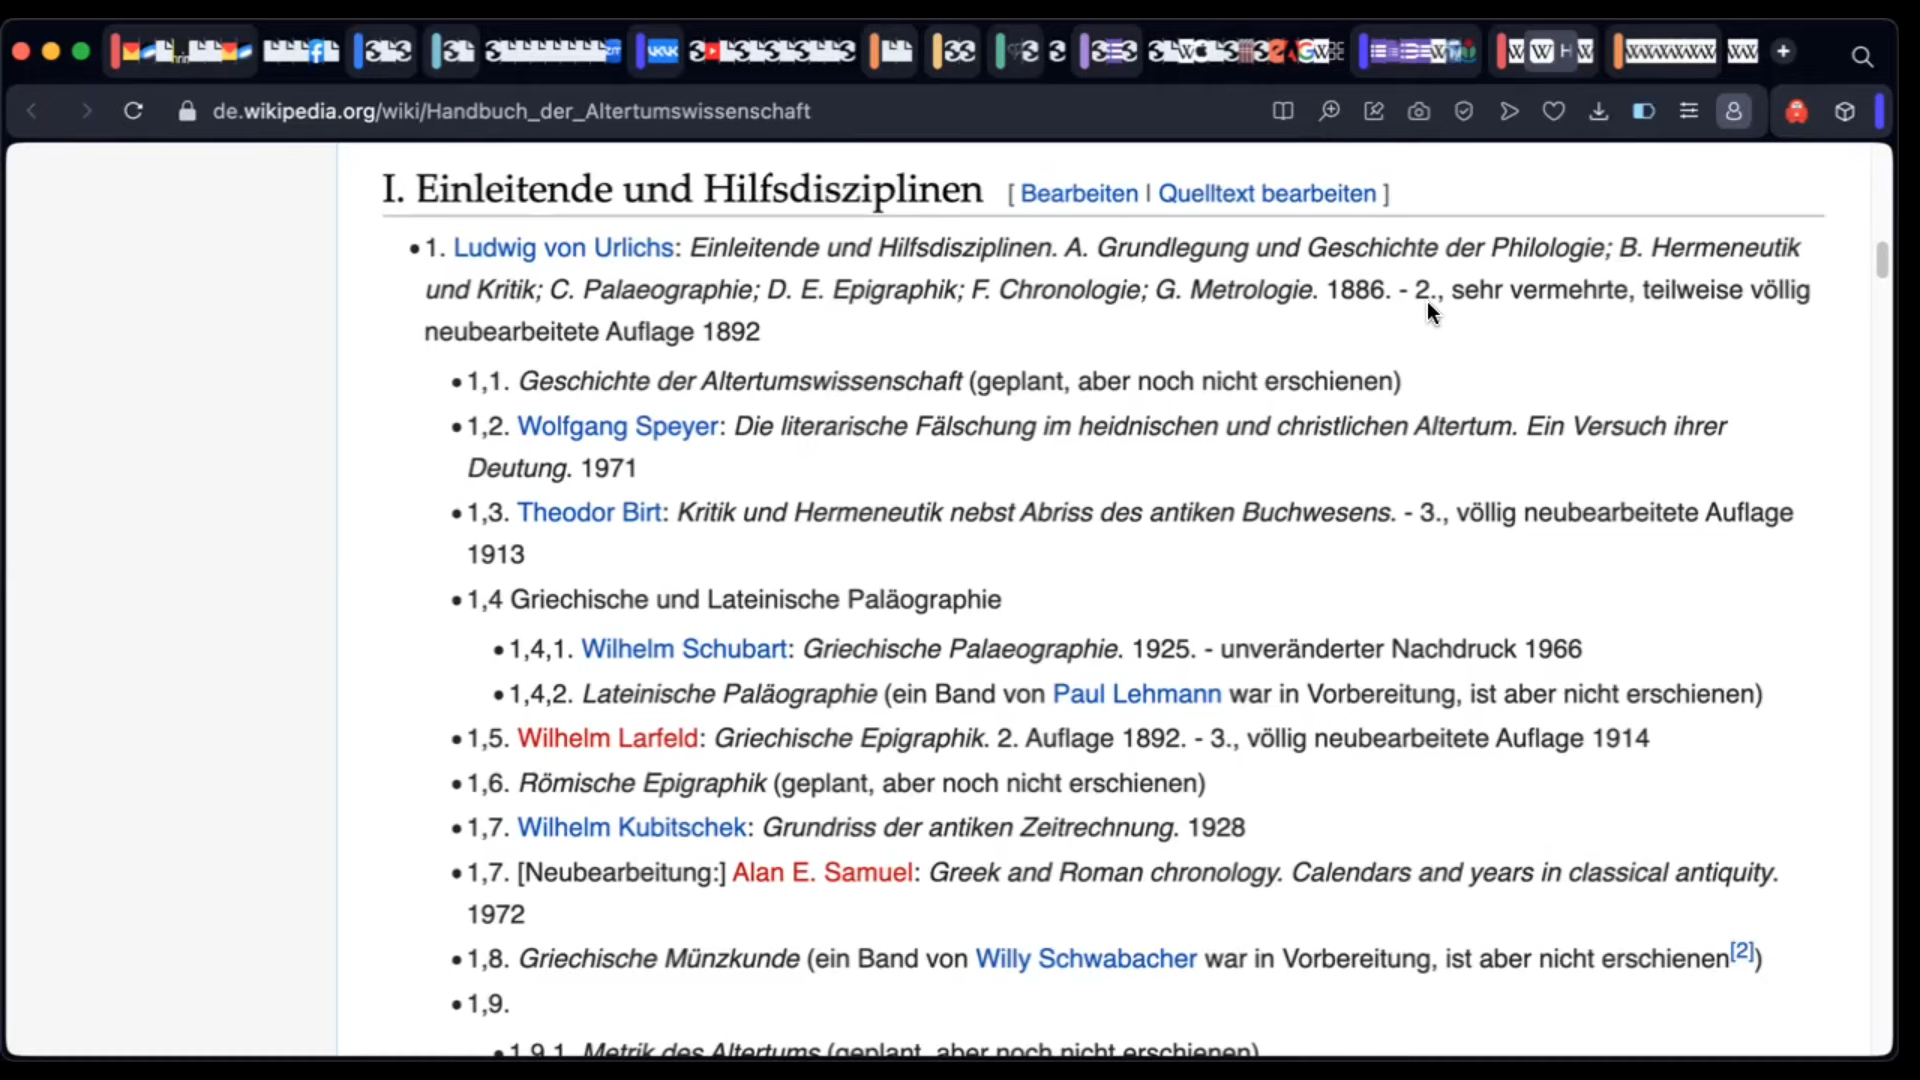 de.wikipedia.org/wiki/Handbuch_der_Altertumswissenschaft
I. Einleitende und Hilfsdisziplinen [ Bearbeiten | Quelltext bearbeiten ]
• 1. Ludwig von Urlichs: Einleitende und Hilfsdisziplinen. A. Grundlegung und Geschichte der Philologie; B. Hermeneutik
und Kritik; C. Palaeographie; D. E. Epigraphik; F. Chronologie; G. Metrologie. 1886. - 2., sehr vermehrte, teilweise völlig
neubearbeitete Auflage 1892
• 1,1. Geschichte der Altertumswissenschaft (geplant, aber noch nicht erschienen)
• 1,2. Wolfgang Speyer: Die literarische Fälschung im heidnischen und christlichen Altertum. Ein Versuch ihrer
Deutung. 1971
• 1,3. Theodor Birt: Kritik und Hermeneutik nebst Abriss des antiken Buchwesens. - 3., völlig neubearbeitete Auflage
1913
• 1,4 Griechische und Lateinische Paläographie
• 1,4,1. Wilhelm Schubart: Griechische Palaeographie. 1925. - unveränderter Nachdruck 1966
• 1,4,2. Lateinische Paläographie (ein Band von Paul Lehmann war in Vorbereitung, ist aber nicht erschienen)
• 1,5. Wilhelm Larfeld: Griechische Epigraphik. 2. Auflage 1892. - 3., völlig neubearbeitete Auflage 1914
• 1,6. Römische Epigraphik (geplant, aber noch nicht erschienen)
• 1,7. Wilhelm Kubitschek: Grundriss der antiken Zeitrechnung. 1928
• 1,7. [Neubearbeitung:] Alan E. Samuel: Greek and Roman chronology. Calendars and years in classical antiquity.
1972
• 1,8. Griechische Münzkunde (ein Band von Willy Schwabacher war in Vorbereitung, ist aber nicht erschienen[2])
• 1,9.
• 1,9,1. Metrik des Altertums (geplant, aber noch nicht erschienen)